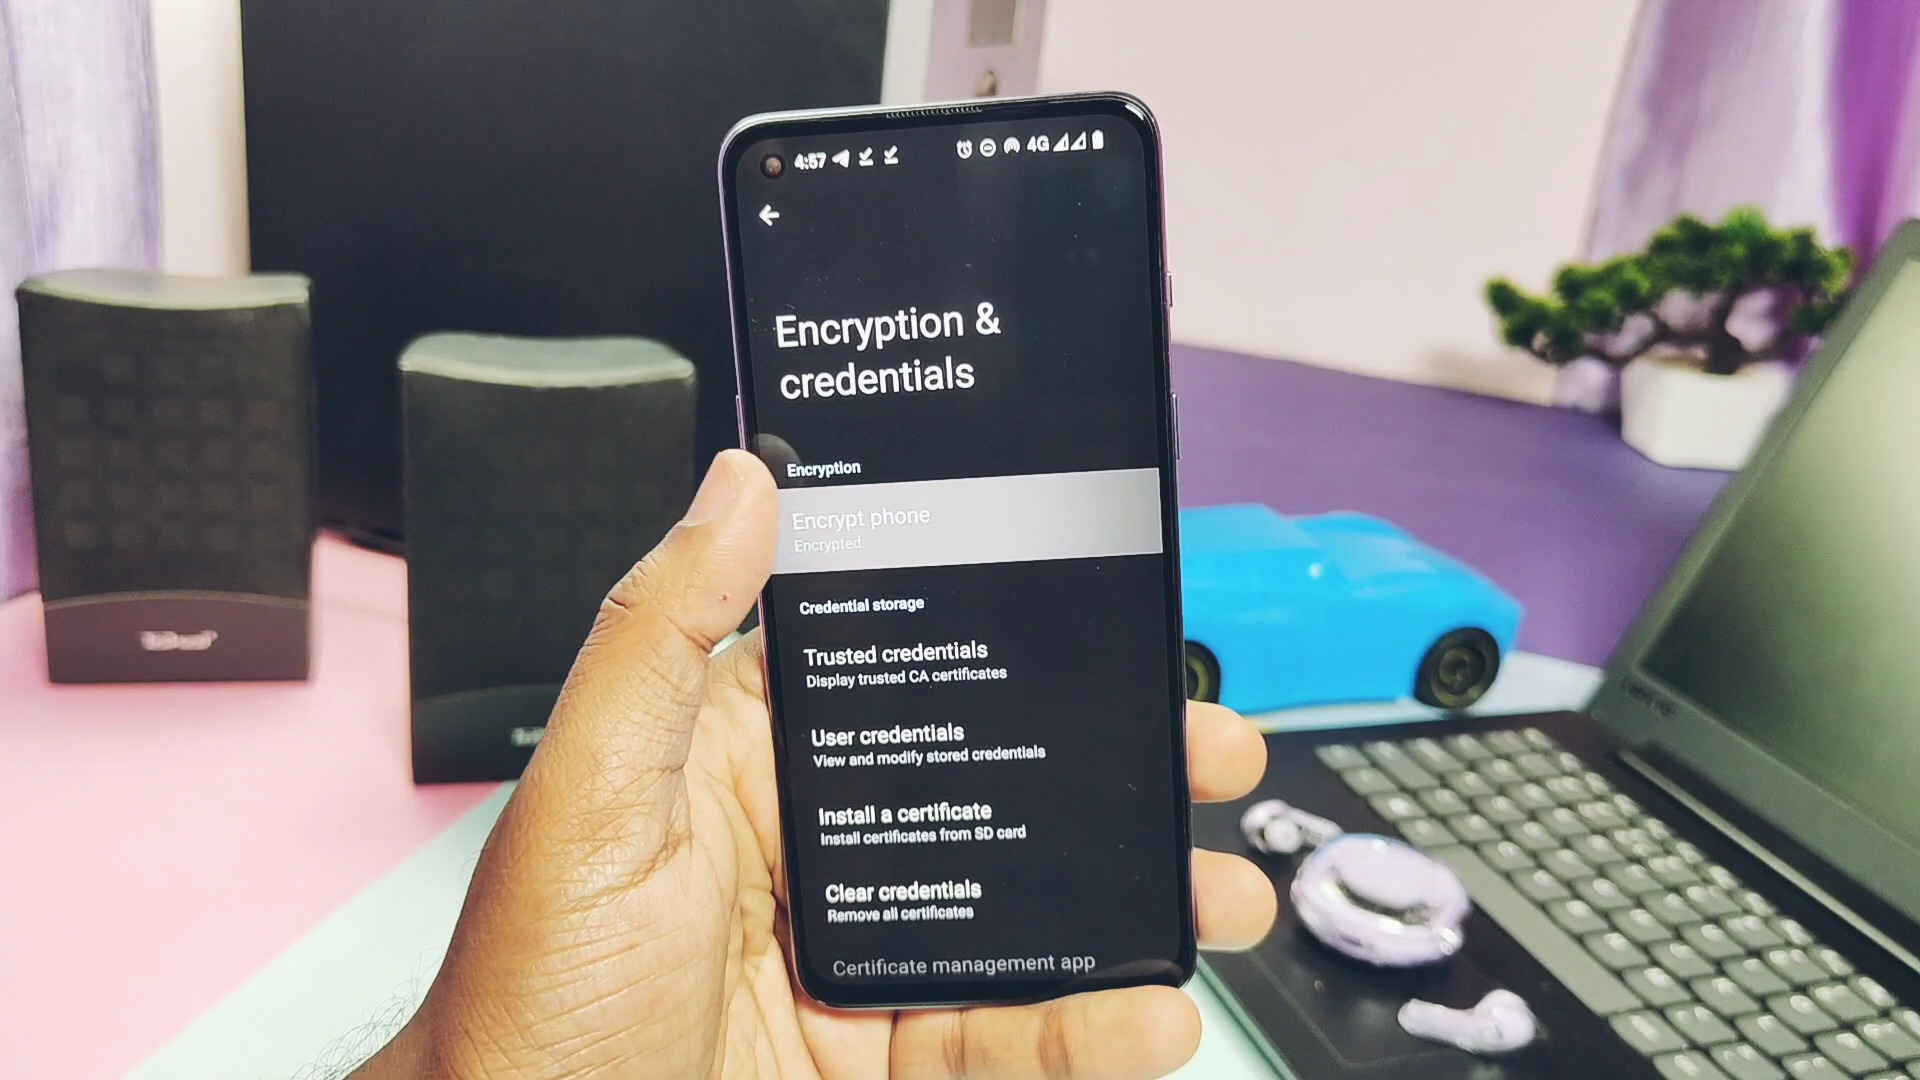 4:57
4G
Encryption &
credentials
Encryption
Encrypt phone
Encrypted
Credential storage
Trusted credentials
Display trusted CA certificates
User credentials
View and modify stored credentials
Install a certificate
Install certificates from SD card
Clear credentials
Remove all certificates
Certificate management app